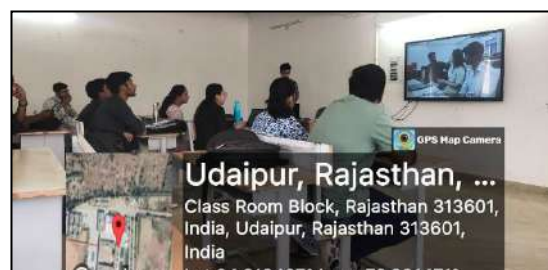 GPS Map Camera
Udaipur, Rajasthan, ...
Class Room Block, Rajasthan 313601,
India, Udaipur, Rajasthan 313601,
India